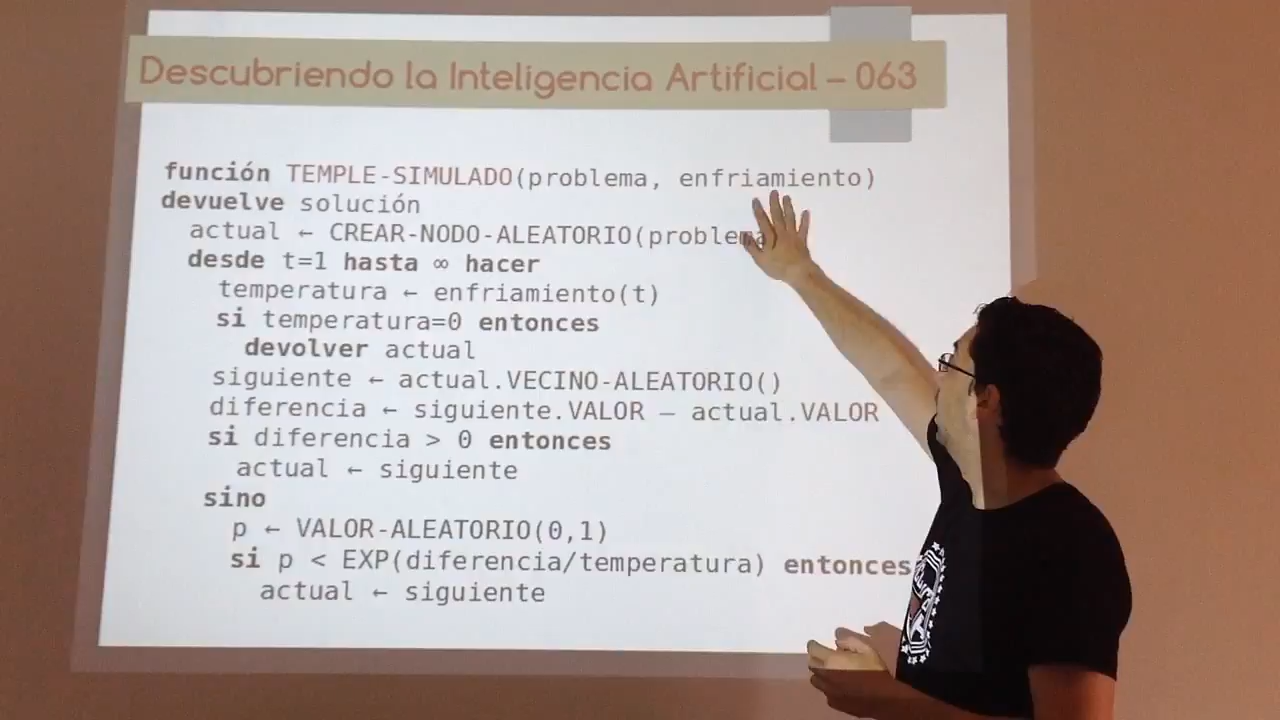 Descubriendo la Inteligencia Artificial – 063
función TEMPLE-SIMULADO(problema, enfriamiento)
devuelve solución
actual ← CREAR-NODO-ALEATORIO(problema)
desde t=1 hasta ∞ hacer
temperatura ← enfriamiento(t)
si temperatura=0 entonces
devolver actual
siguiente ← actual.VECINO-ALEATORIO()
diferencia ← siguiente.VALOR – actual.VALOR
si diferencia > 0 entonces
actual ← siguiente
sino
p ← VALOR-ALEATORIO(0,1)
si p < EXP(diferencia/temperatura) entonces
actual ← siguiente